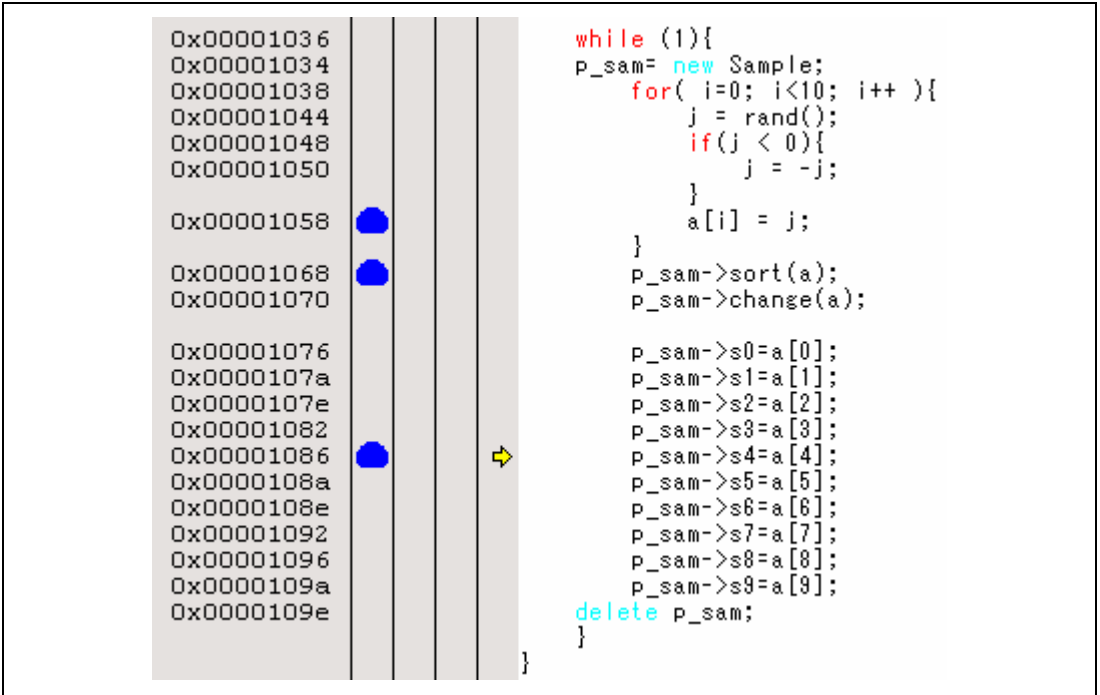 0x00001036 while (1){
0x00001034 p_sam= new Sample;
0x00001038 for( i=0; i<10; i++ ){
0x00001044 j = rand();
0x00001048 if(j < 0){
0x00001050 j = -j;
}
0x00001058 a[i] = j;
}
0x00001068 p_sam->sort(a);
0x00001070 p_sam->change(a);
0x00001076 p_sam->s0=a[0];
0x0000107a p_sam->s1=a[1];
0x0000107e p_sam->s2=a[2];
0x00001082 p_sam->s3=a[3];
0x00001086 p_sam->s4=a[4];
0x0000108a p_sam->s5=a[5];
0x0000108e p_sam->s6=a[6];
0x00001092 p_sam->s7=a[7];
0x00001096 p_sam->s8=a[8];
0x0000109a p_sam->s9=a[9];
0x0000109e delete p_sam;
}
}